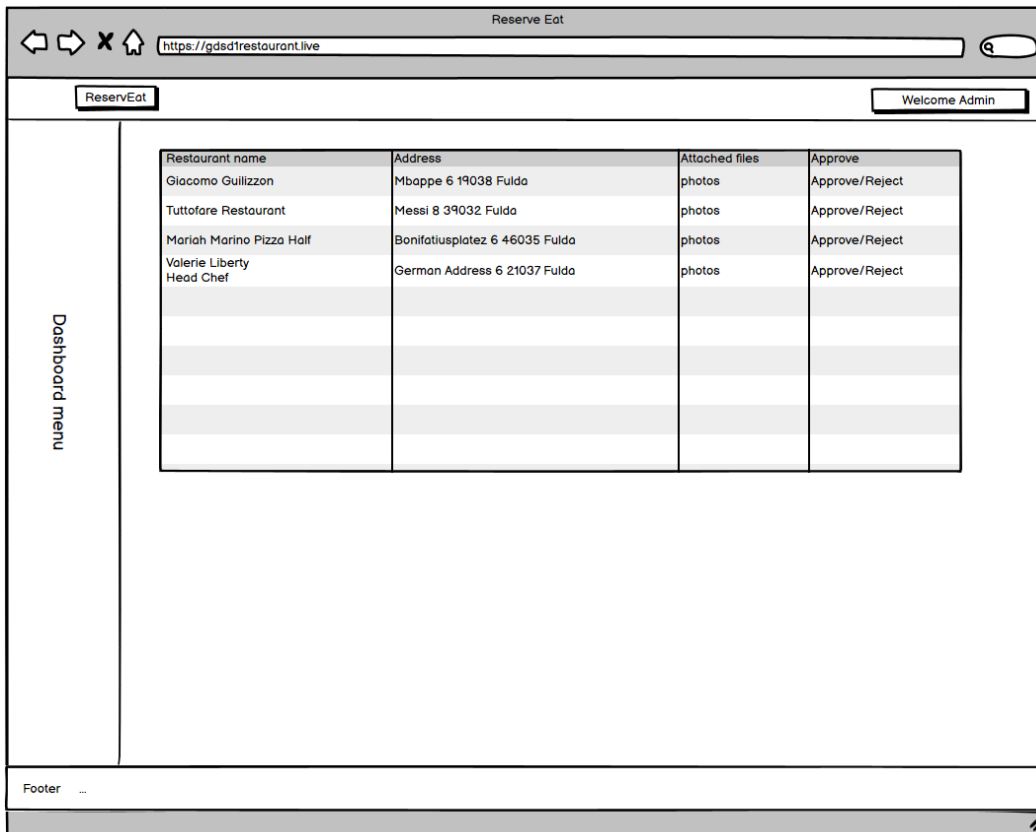 Reserve Eat
https://gdsd1restaurant.live
ReservEat
Welcome Admin
Restaurant name Address Attached files Approve
Giacomo Guilizzon Mbappe 6 19038 Fulda photos Approve/Reject
Tuttofare Restaurant Messi 8 39032 Fulda photos Approve/Reject
Mariah Marino Pizza Half Bonifatiusplatez 6 46035 Fulda photos Approve/Reject
Valerie Liberty
Head Chef German Address 6 21037 Fulda photos Approve/Reject
Dashboard menu
Footer ...